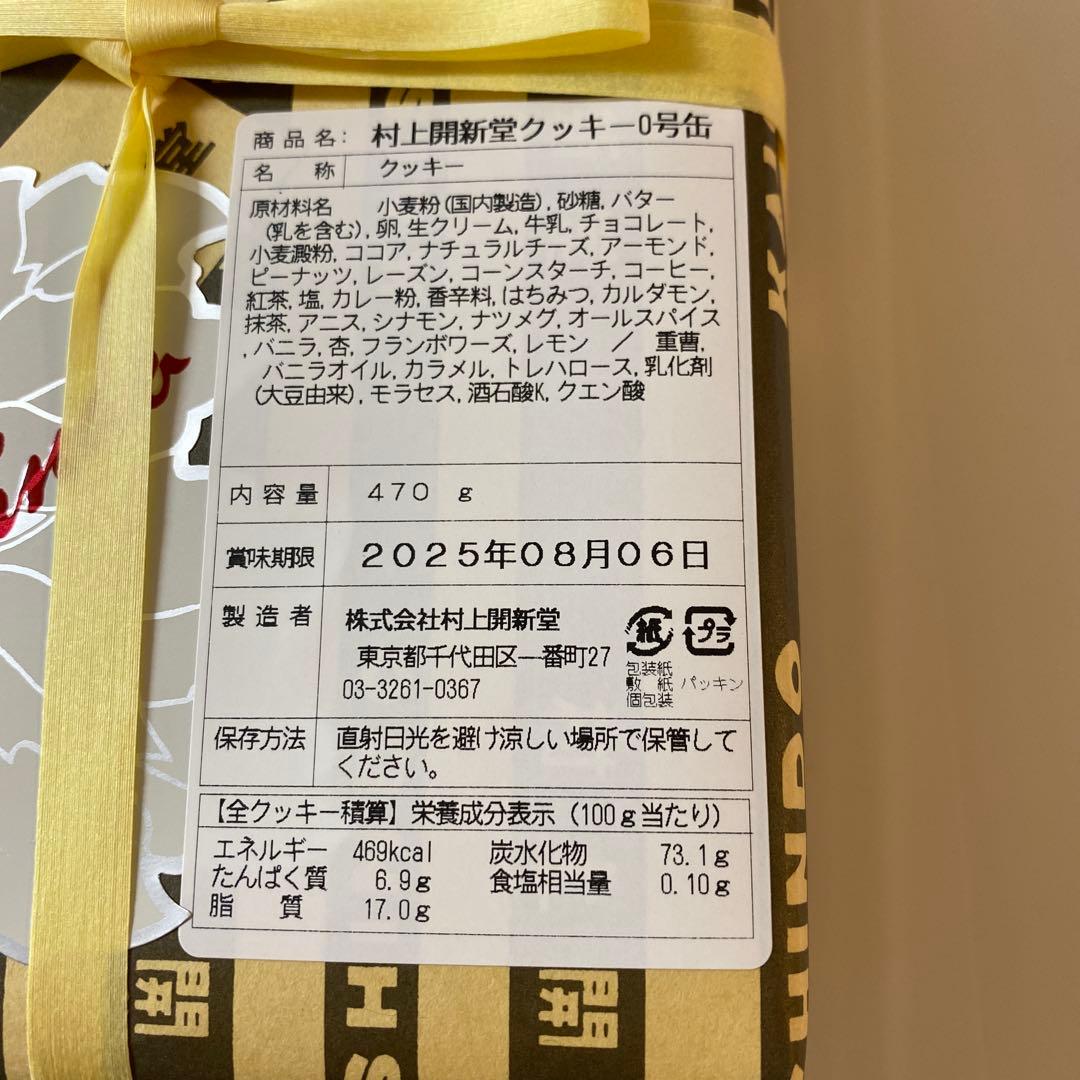 商品名: 村上開新堂クッキー0号缶
名称 クッキー
原材料名 小麦粉(国内製造),砂糖,バター
(乳を含む),卵,生クリーム,牛乳,チョコレート,
小麦澱粉,ココア,ナチュラルチーズ,アーモンド,
ピーナッツ,レーズン,コーンスターチ,コーヒー,
紅茶,塩,カレー粉,香辛料,はちみつ,カルダモン,
抹茶,アニス,シナモン,ナツメグ,オールスパイス
,バニラ,杏,フランボワーズ,レモン / 重曹,
バニラオイル,カラメル,トレハロース,乳化剤
(大豆由来),モラセス,酒石酸K,クエン酸
内容量 470 g
賞味期限 2025年08月06日
製造者 株式会社村上開新堂
東京都千代田区一番町27
03-3261-0367
紙 プラ
包装紙
敷紙 パッキン
個包装
保存方法 直射日光を避け涼しい場所で保管して
ください。
【全クッキー積算】栄養成分表示(100g当たり)
エネルギー 469kcal 炭水化物 73.1g
たんぱく質 6.9g 食塩相当量 0.10g
脂質 17.0g
開 H S 開
HINDO
堂